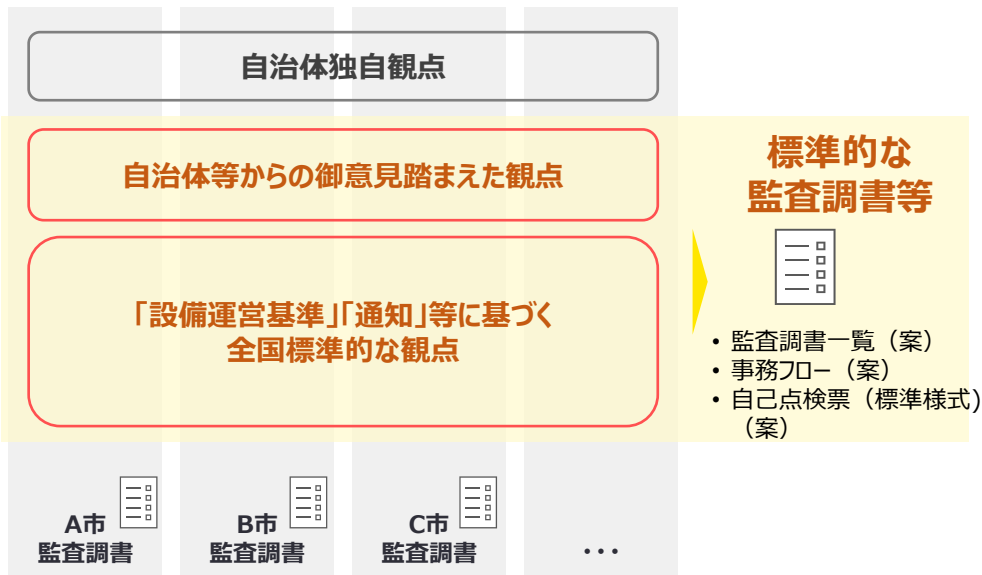 自治体独自観点
自治体等からの御意見踏まえた観点
「設備運営基準」「通知」等に基づく
全国標準的な観点
標準的な
監査調書等
• 監査調書一覧（案）
• 事務フロー（案）
• 自己点検票（標準様式）
（案）
A市
監査調書
B市
監査調書
C市
監査調書
...